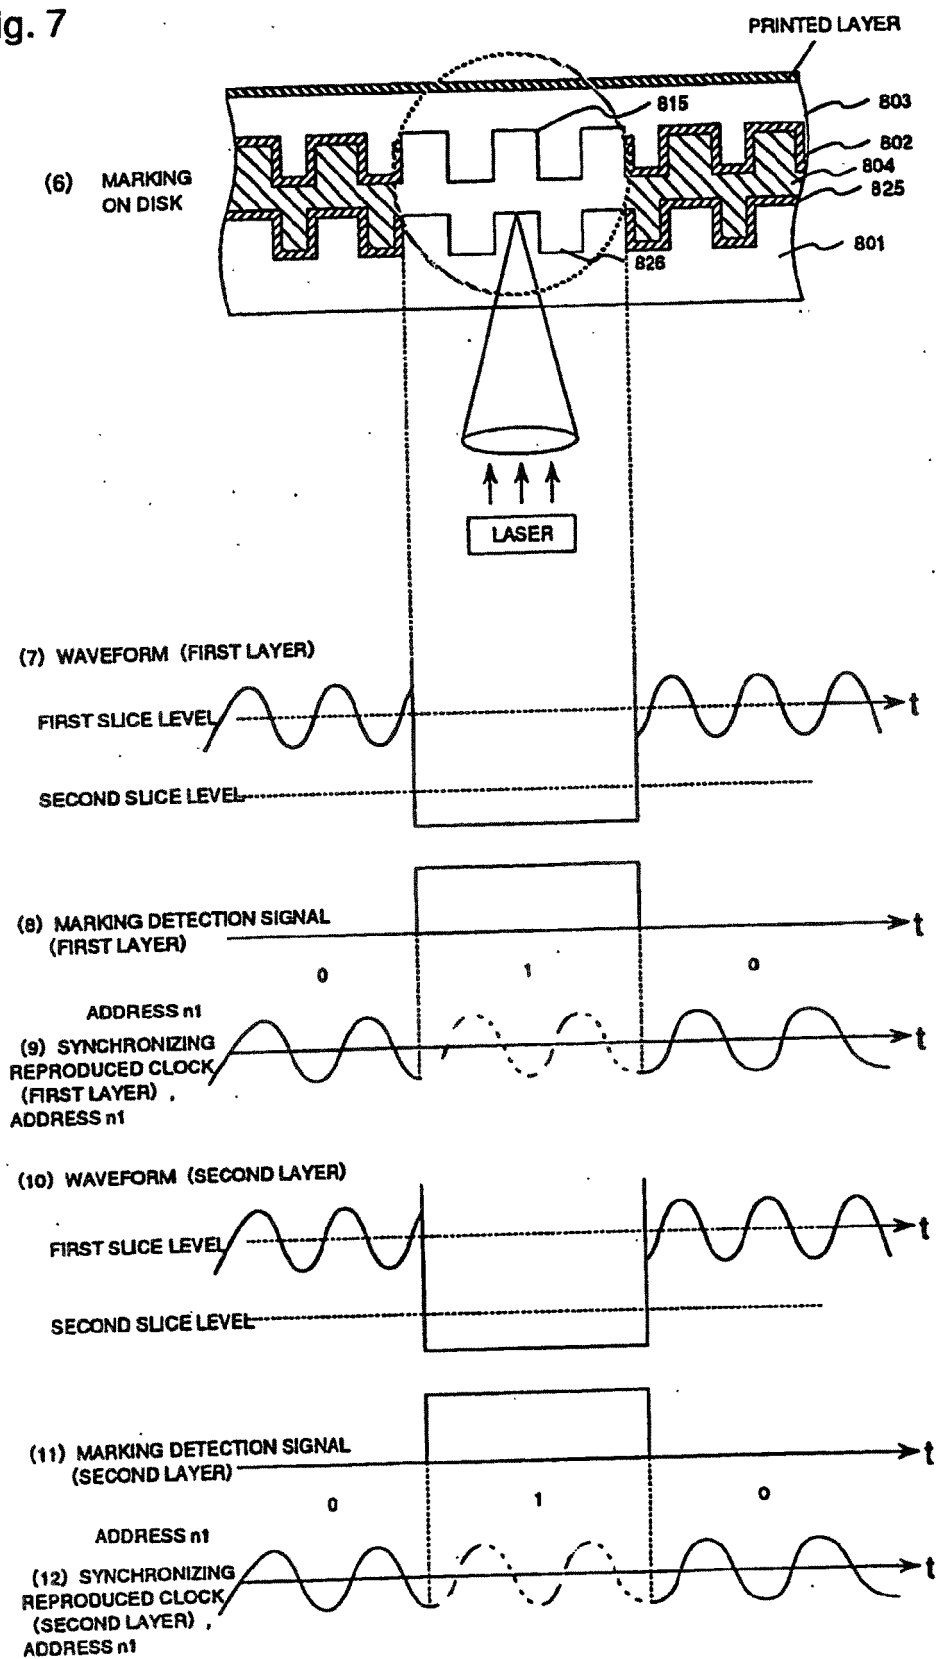 ig. 7
PRINTED LAYER
815
803
802
804
825
(6) MARKING
ON DISK
801
826
LASER
(7) WAVEFORM (FIRST LAYER)
FIRST SLICE LEVEL
t
SECOND SLICE LEVEL
(8) MARKING DETECTION SIGNAL
(FIRST LAYER)
t
0
1
0
ADDRESS n1
(9) SYNCHRONIZING
REPRODUCED CLOCK
(FIRST LAYER) ,
ADDRESS n1
t
(10) WAVEFORM (SECOND LAYER)
FIRST SLICE LEVEL
t
SECOND SLICE LEVEL
(11) MARKING DETECTION SIGNAL
(SECOND LAYER)
t
0
1
0
ADDRESS n1
(12) SYNCHRONIZING
REPRODUCED CLOCK
(SECOND LAYER) ,
ADDRESS n1
t